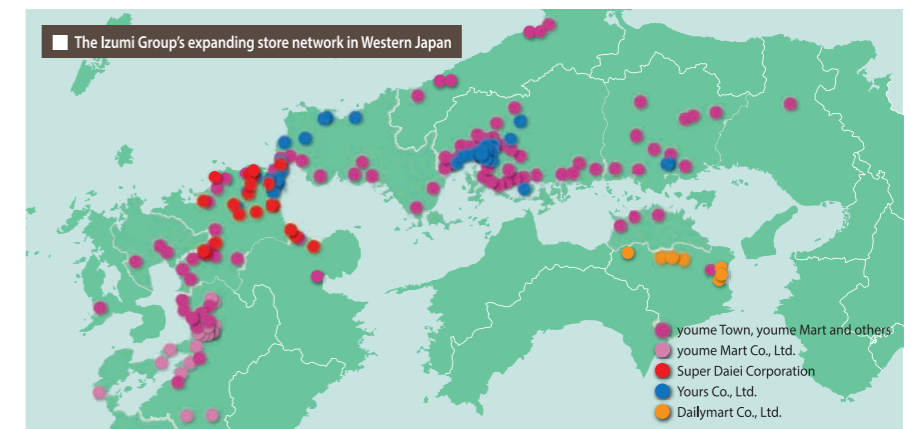 The Izumi Group's expanding store network in Western Japan
youme Town, youme Mart and others
youme Mart Co., Ltd.
Super Daiei Corporation
Yours Co., Ltd.
Dailymart Co., Ltd.